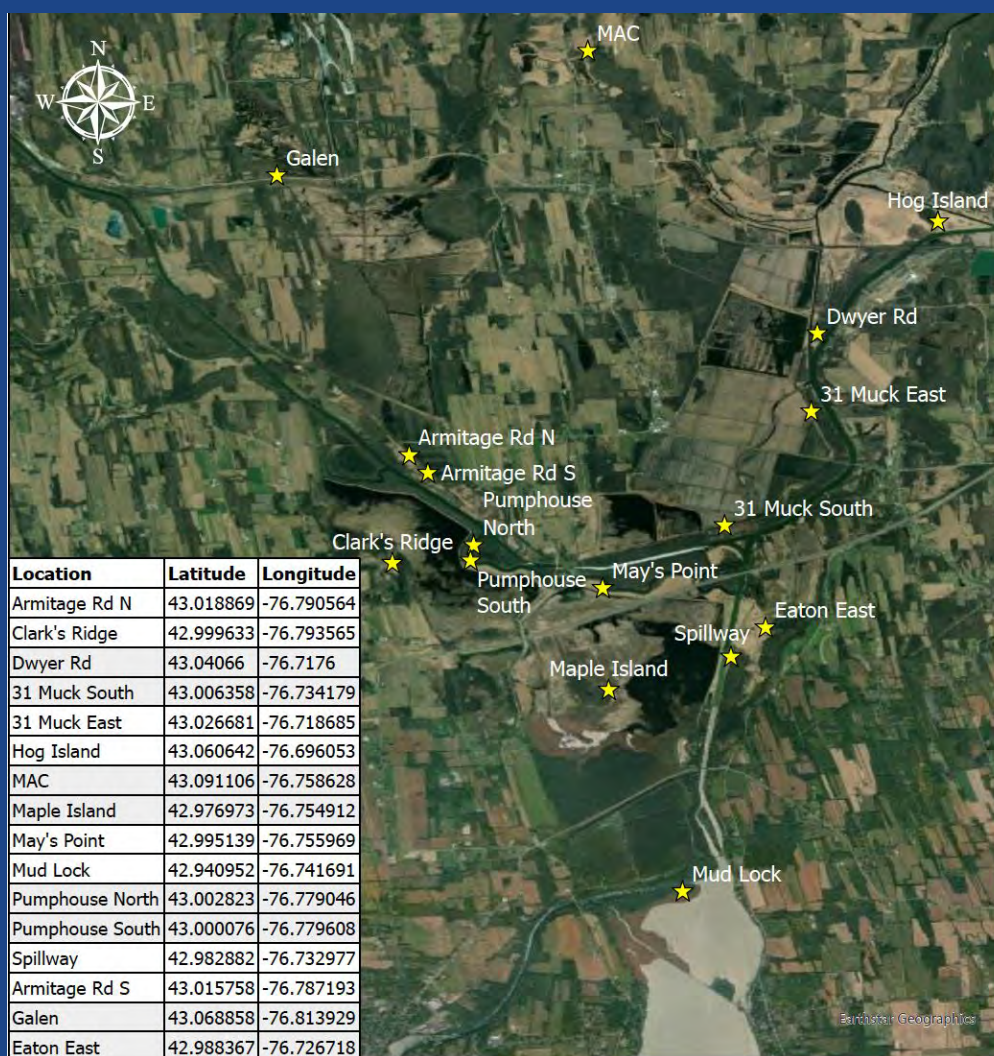 MAC
N
W E
S
Galen
Hog Island
Dwyer Rd
31 Muck East
Armitage Rd N
Armitage Rd S
Pumphouse
North
31 Muck South
Clark's Ridge
Pumphouse
South
May's Point
Eaton East
Spillway
Maple Island
Mud Lock
Location Latitude Longitude
Armitage Rd N 43.018869 -76.790564
Clark's Ridge 42.999633 -76.793565
Dwyer Rd 43.04066 -76.7176
31 Muck South 43.006358 -76.734179
31 Muck East 43.026681 -76.718685
Hog Island 43.060642 -76.696053
MAC 43.091106 -76.758628
Maple Island 42.976973 -76.754912
May's Point 42.995139 -76.755969
Mud Lock 42.940952 -76.741691
Pumphouse North 43.002823 -76.779046
Pumphouse South 43.000076 -76.779608
Spillway 42.982882 -76.732977
Armitage Rd S 43.015758 -76.787193
Galen 43.068858 -76.813929
Eaton East 42.988367 -76.726718
Earthstar Geographics